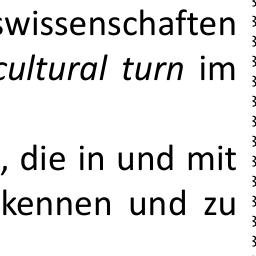 swissenschaften
cultural turn im
, die in und mit
kennen und zu